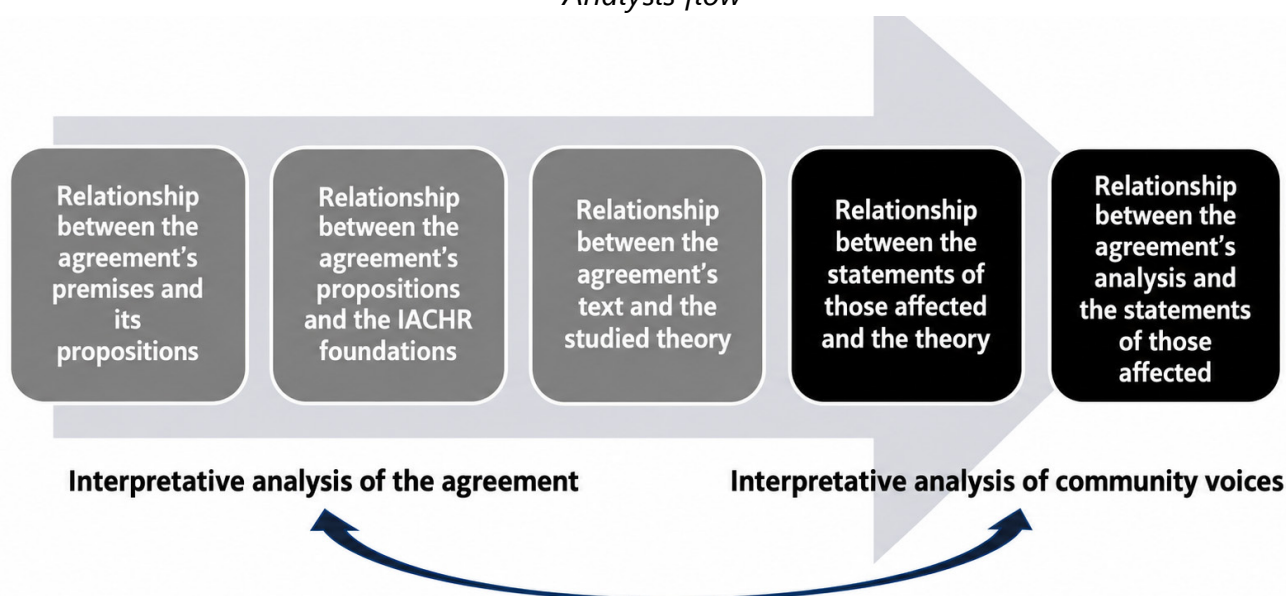 Analysis flow
Relationship
between the
agreement's
premises and
its
propositions
Relationship
between the
agreement's
propositions
and the IACHR
foundations
Relationship
between the
agreement's
text and the
studied theory
Relationship
between the
statements of
those affected
and the theory
Relationship
between the
agreement's
analysis and
the statements
of those
affected
Interpretative analysis of the agreement
Interpretative analysis of community voices